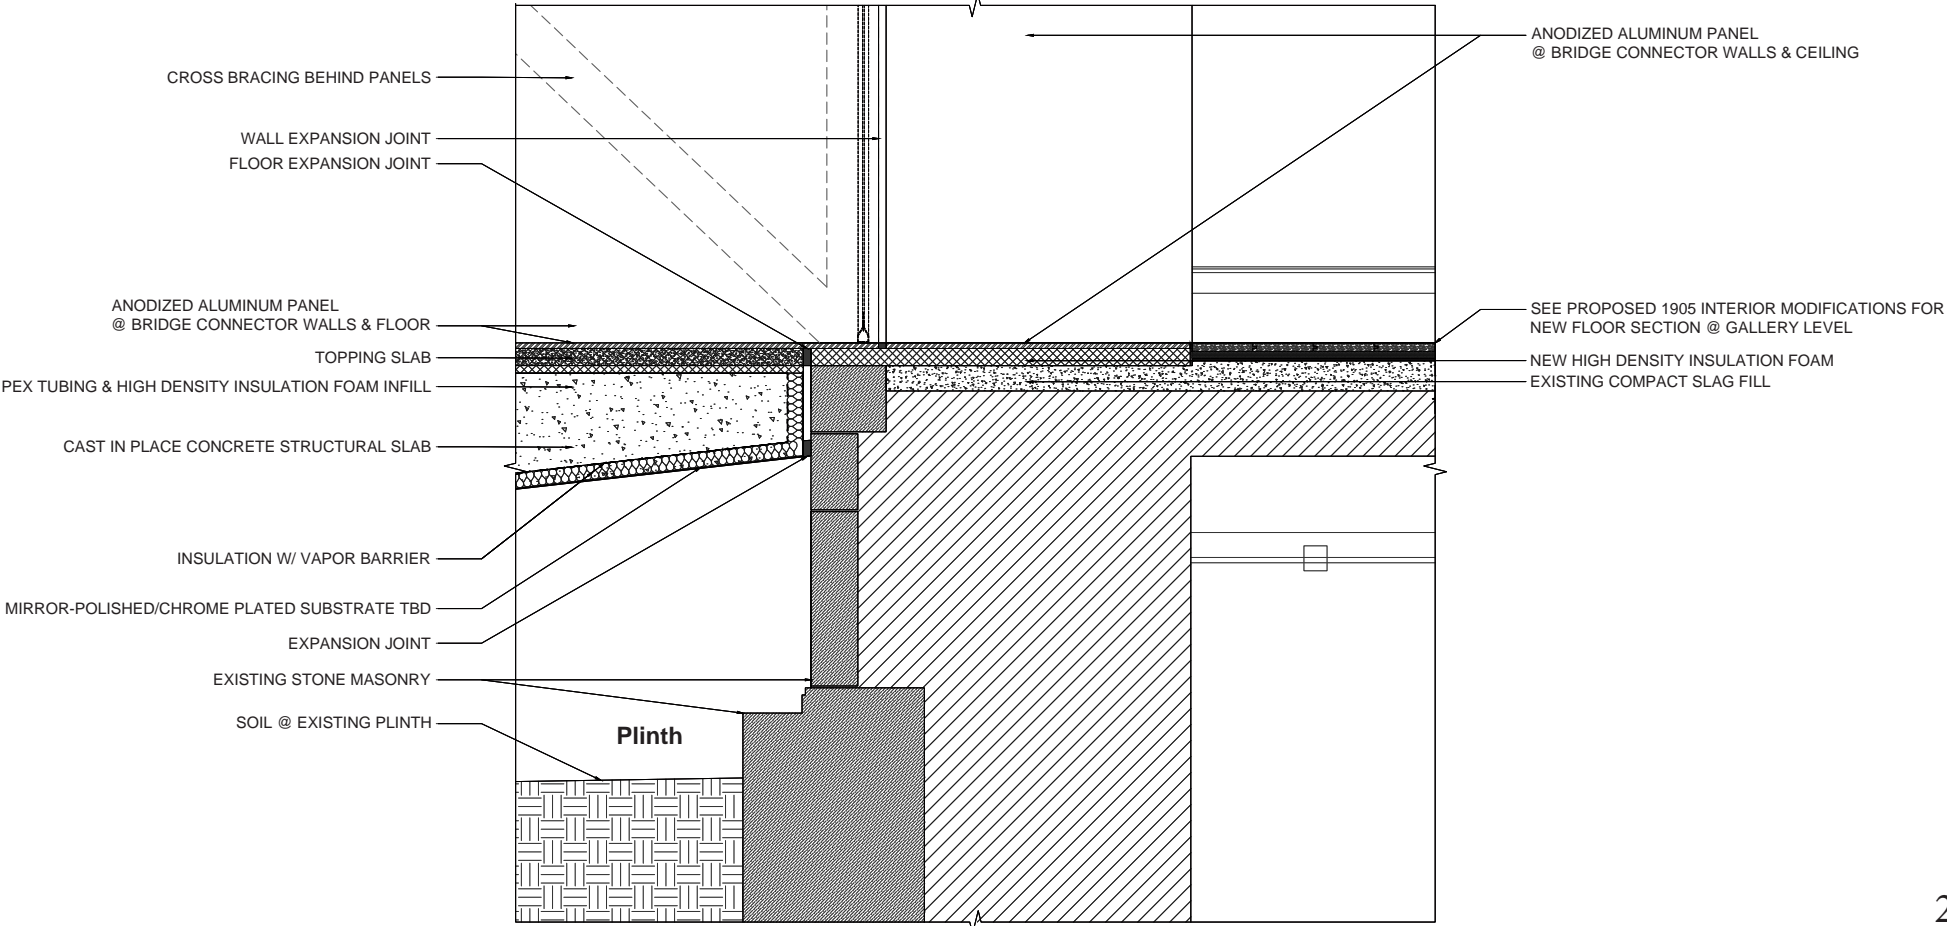 CROSS BRACING BEHIND PANELS
WALL EXPANSION JOINT
FLOOR EXPANSION JOINT
ANODIZED ALUMINUM PANEL
@ BRIDGE CONNECTOR WALLS & FLOOR
TOPPING SLAB
PEX TUBING & HIGH DENSITY INSULATION FOAM INFILL
CAST IN PLACE CONCRETE STRUCTURAL SLAB
INSULATION W/ VAPOR BARRIER
MIRROR-POLISHED/CHROME PLATED SUBSTRATE TBD
EXPANSION JOINT
EXISTING STONE MASONRY
SOIL @ EXISTING PLINTH
Plinth
ANODIZED ALUMINUM PANEL
@ BRIDGE CONNECTOR WALLS & CEILING
SEE PROPOSED 1905 INTERIOR MODIFICATIONS FOR
NEW FLOOR SECTION @ GALLERY LEVEL
NEW HIGH DENSITY INSULATION FOAM
EXISTING COMPACT SLAG FILL
2